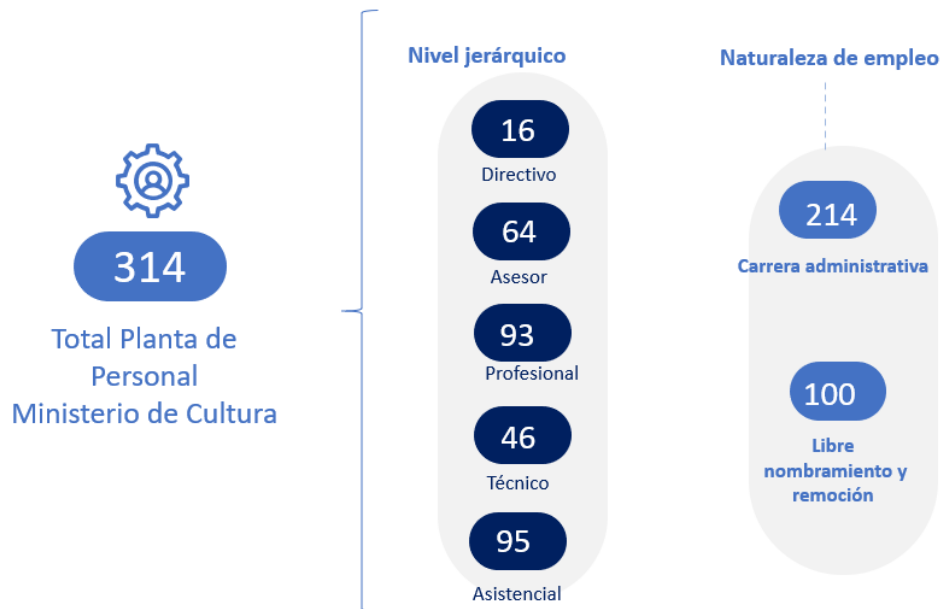 314
Total Planta de
Personal
Ministerio de Cultura
Nivel jerárquico
16
Directivo
64
Asesor
93
Profesional
46
Técnico
95
Asistencial
Naturaleza de empleo
214
Carrera administrativa
100
Libre
nombramiento y
remoción